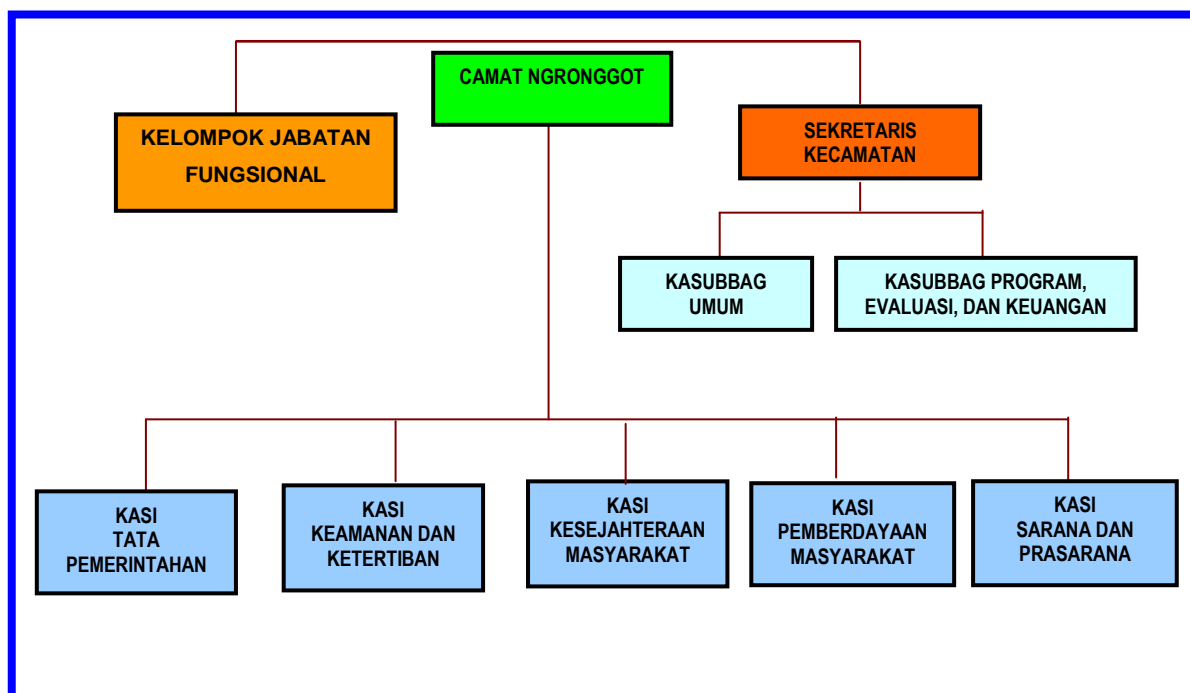 CAMAT NGRONGGOT
KELOMPOK JABATAN
FUNGSIONAL
SEKRETARIS
KECAMATAN
KASUBBAG
UMUM
KASUBBAG PROGRAM,
EVALUASI, DAN KEUANGAN
KASI
TATA
PEMERINTAHAN
KASI
KEAMANAN DAN
KETERTIBAN
KASI
KESEJAHTERAAN
MASYARAKAT
KASI
PEMBERDAYAAN
MASYARAKAT
KASI
SARANA DAN
PRASARANA